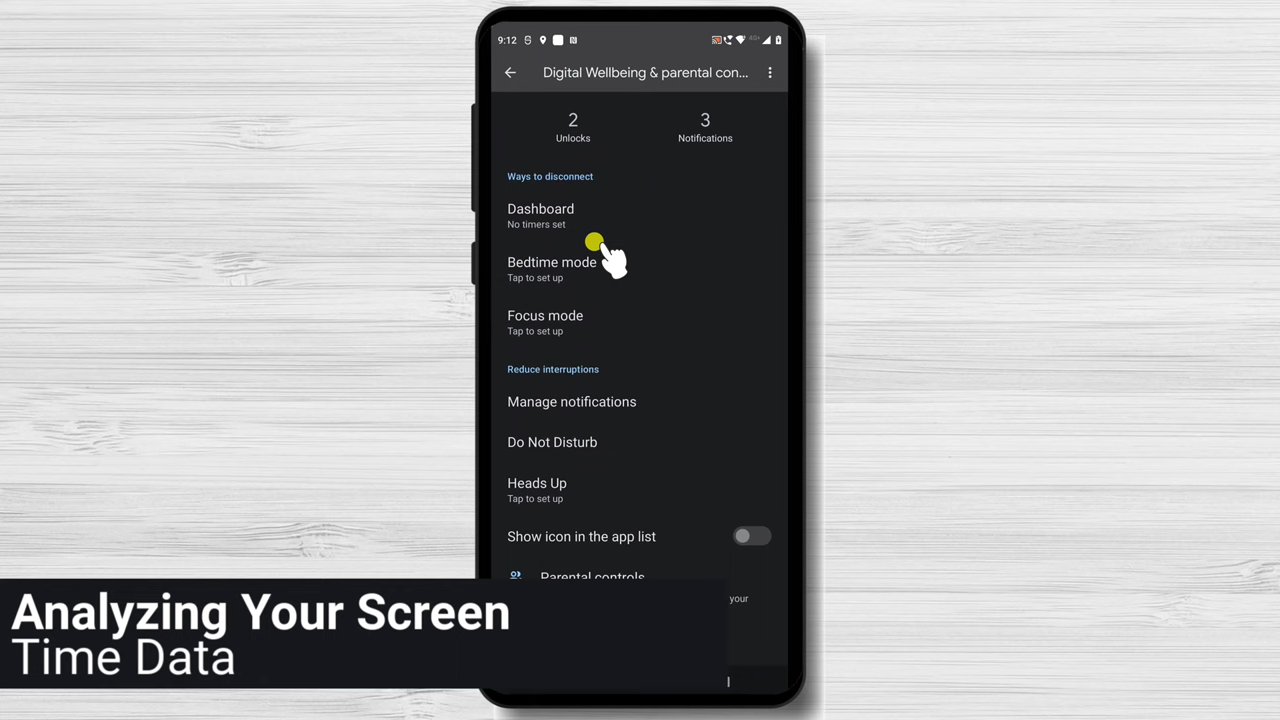 9:12
4G+
Digital Wellbeing & parental con...
2
3
Unlocks
Notifications
Ways to disconnect
Dashboard
No timers set
Bedtime mode
Tap to set up
Focus mode
Tap to set up
Reduce interruptions
Manage notifications
Do Not Disturb
Heads Up
Tap to set up
Show icon in the app list
Parental controls
your
Analyzing Your Screen
Time Data